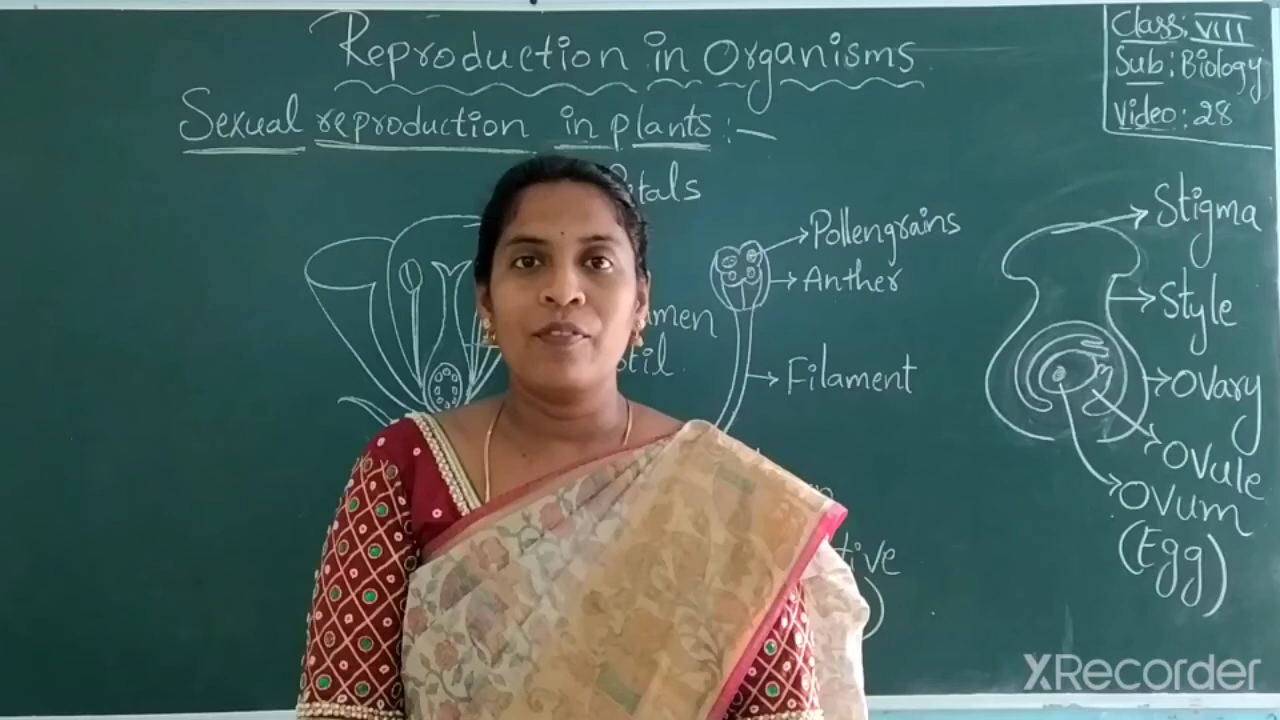 Reproduction in Organisms
Class: VIII
Sub: Biology
Video: 28
Sexual reproduction in plants :-
Pollengrains
Anther
Filament
Stigma
Style
Ovary
Ovule
Ovum
(Egg)
XRecorder